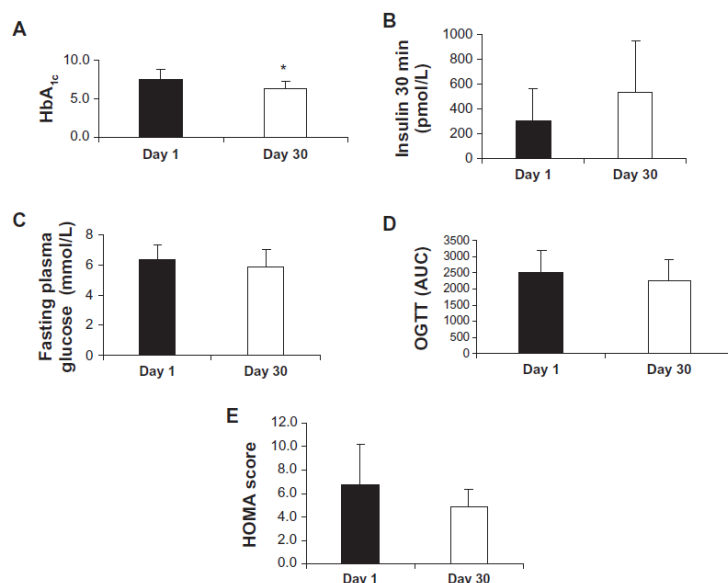 A
HbA1c
10.0
5.0
0.0
*
Day 1 Day 30
B
Insulin 30 min
(pmol/L)
1000
800
600
400
200
0
Day 1 Day 30
C
Fasting plasma
glucose (mmol/L)
8
6
4
2
0
Day 1 Day 30
D
OGTT (AUC)
3500
3000
2500
2000
1500
1000
500
0
Day 1 Day 30
E
HOMA score
12.0
10.0
8.0
6.0
4.0
2.0
0.0
Day 1 Day 30